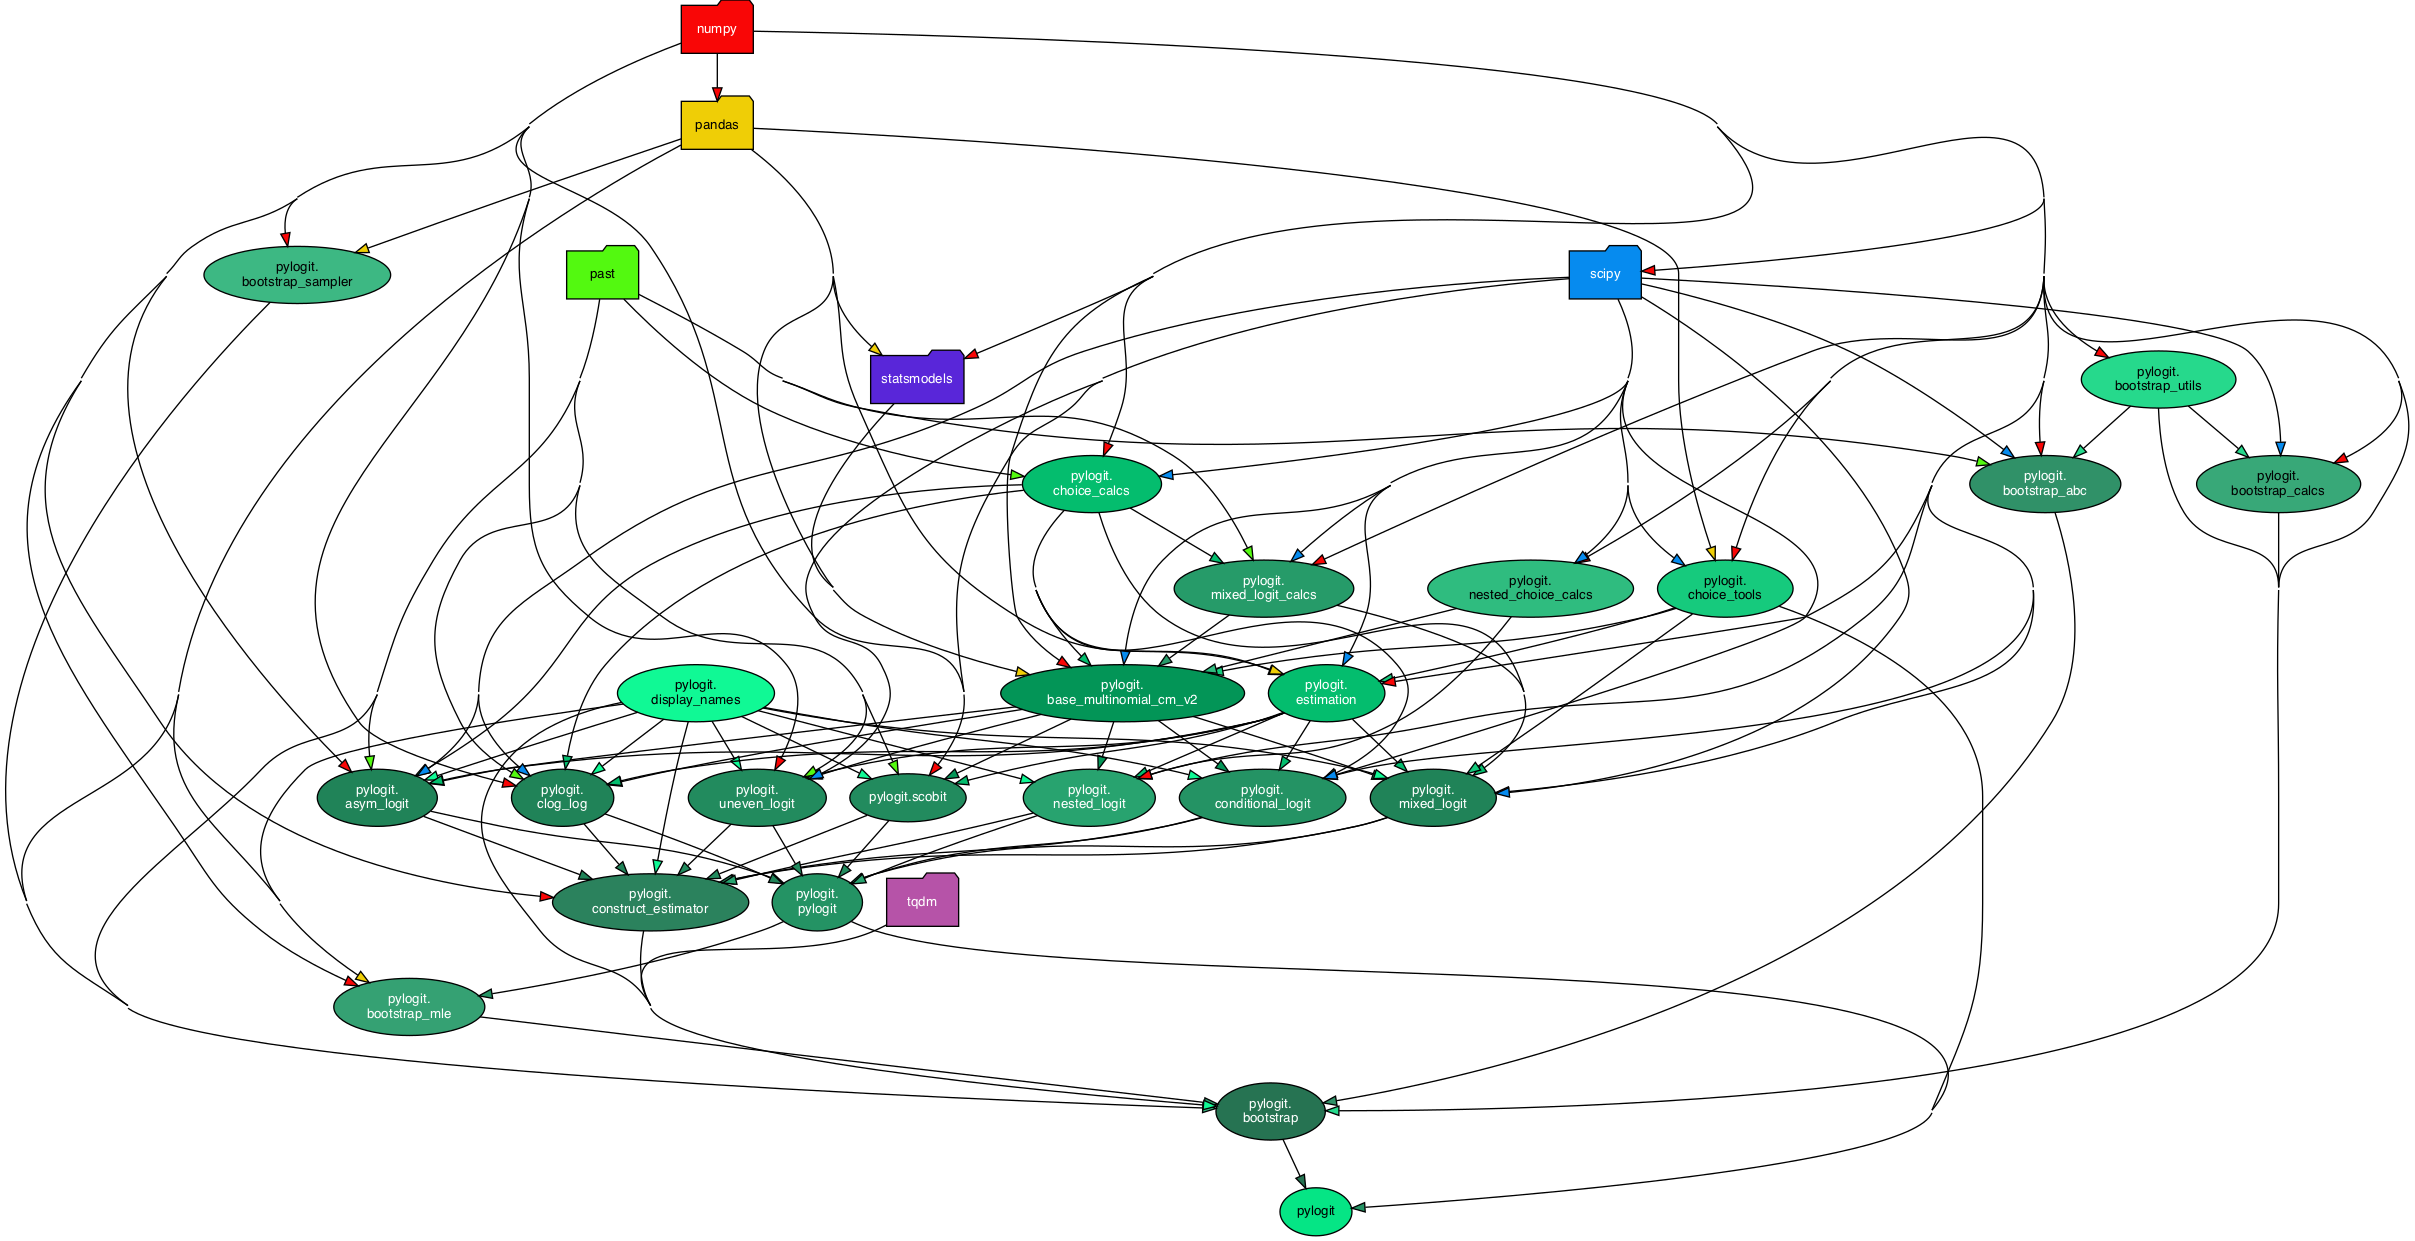 numpy
pandas
pylogit.
bootstrap_sampler
past
scipy
statsmodels
pylogit.
bootstrap_utils
pylogit.
choice_calcs
pylogit.
bootstrap_abc
pylogit.
bootstrap_calcs
pylogit.
mixed_logit_calcs
pylogit.
nested_choice_calcs
pylogit.
choice_tools
pylogit.
display_names
pylogit.
base_multinomial_cm_v2
pylogit.
estimation
pylogit.
asym_logit
pylogit.
clog_log
pylogit.
uneven_logit
pylogit.scobit
pylogit.
nested_logit
pylogit.
conditional_logit
pylogit.
mixed_logit
pylogit.
construct_estimator
pylogit.
pylogit
tqdm
pylogit.
bootstrap_mle
pylogit.
bootstrap
pylogit